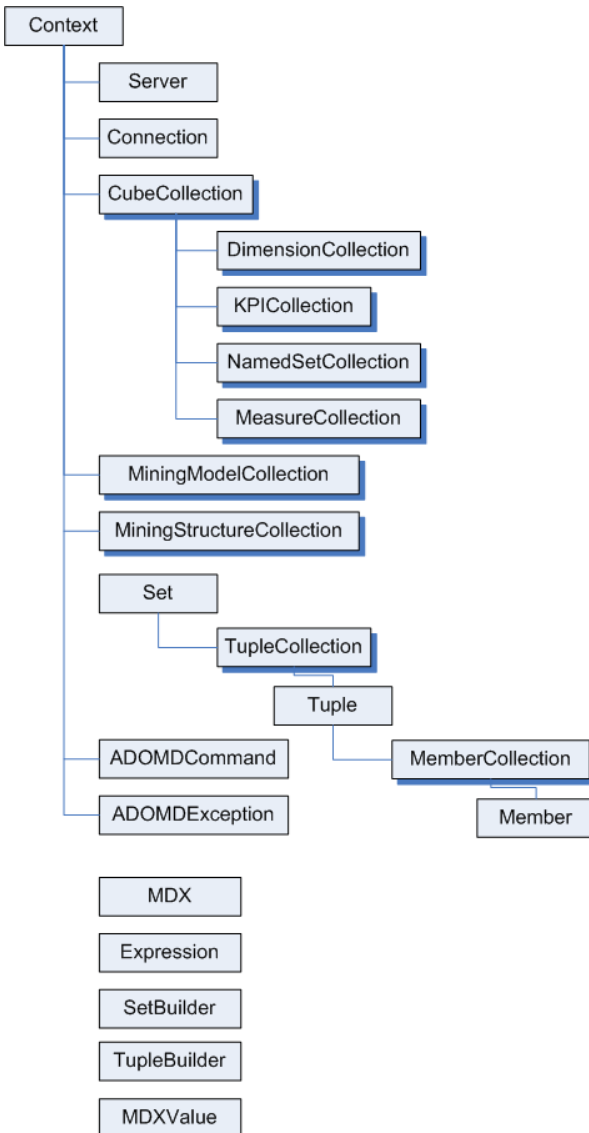 Context
Server
Connection
CubeCollection
DimensionCollection
KPICollection
NamedSetCollection
MeasureCollection
MiningModelCollection
MiningStructureCollection
Set
TupleCollection
Tuple
ADOMDCommand
MemberCollection
ADOMDException
Member
MDX
Expression
SetBuilder
TupleBuilder
MDXValue